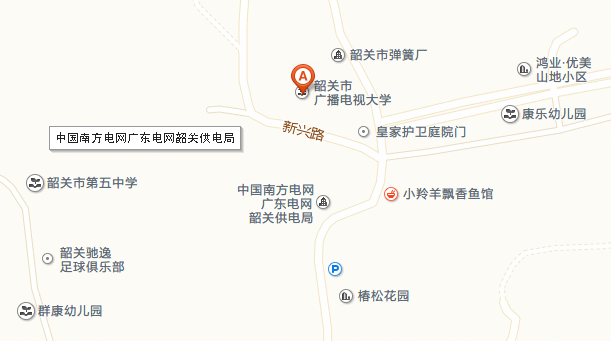 韶关市弹簧厂
鸿业·优美
山地小区
A
韶关市
广播电视大学
康乐幼儿园
新兴路
皇家护卫庭院门
中国南方电网广东电网韶关供电局
韶关市第五中学
中国南方电网
广东电网
韶关供电局
小羚羊飘香鱼馆
韶关驰逸
足球俱乐部
P
椿松花园
群康幼儿园